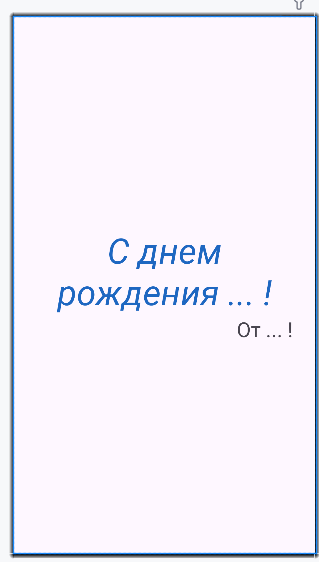 С днем
рождения ... !
От ... !